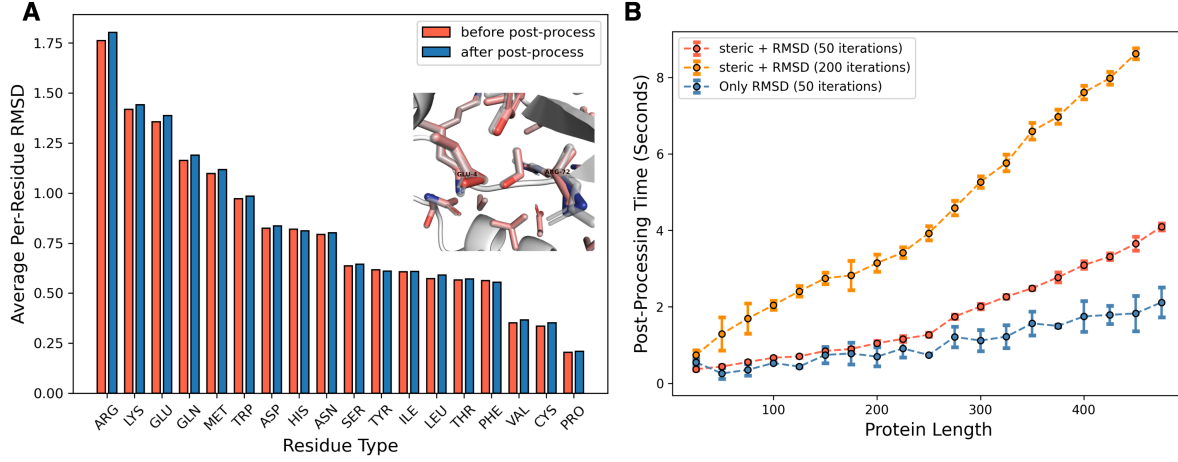 A
Average Per-Residue RMSD
1.75
1.50
1.25
1.00
0.75
0.50
0.25
0.00
before post-process
after post-process
GLU-4
ARG-72
ARG
LYS
GLU
GLN
MET
TRP
ASP
HIS
ASN
SER
TYR
ILE
LEU
THR
PHE
VAL
CYS
PRO
Residue Type
B
Post-Processing Time (Seconds)
8
6
4
2
0
steric + RMSD (50 iterations)
steric + RMSD (200 iterations)
Only RMSD (50 iterations)
100
200
300
400
Protein Length